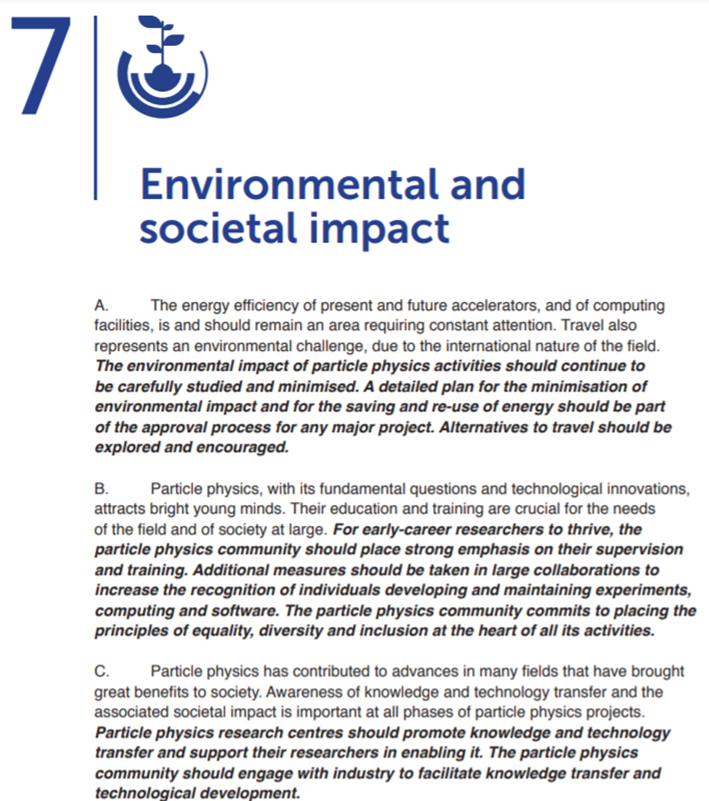 7
Environmental and
societal impact
A. The energy efficiency of present and future accelerators, and of computing
facilities, is and should remain an area requiring constant attention. Travel also
represents an environmental challenge, due to the international nature of the field.
The environmental impact of particle physics activities should continue to
be carefully studied and minimised. A detailed plan for the minimisation of
environmental impact and for the saving and re-use of energy should be part
of the approval process for any major project. Alternatives to travel should be
explored and encouraged.
B. Particle physics, with its fundamental questions and technological innovations,
attracts bright young minds. Their education and training are crucial for the needs
of the field and of society at large. For early-career researchers to thrive, the
particle physics community should place strong emphasis on their supervision
and training. Additional measures should be taken in large collaborations to
increase the recognition of individuals developing and maintaining experiments,
computing and software. The particle physics community commits to placing the
principles of equality, diversity and inclusion at the heart of all its activities.
C. Particle physics has contributed to advances in many fields that have brought
great benefits to society. Awareness of knowledge and technology transfer and the
associated societal impact is important at all phases of particle physics projects.
Particle physics research centres should promote knowledge and technology
transfer and support their researchers in enabling it. The particle physics
community should engage with industry to facilitate knowledge transfer and
technological development.